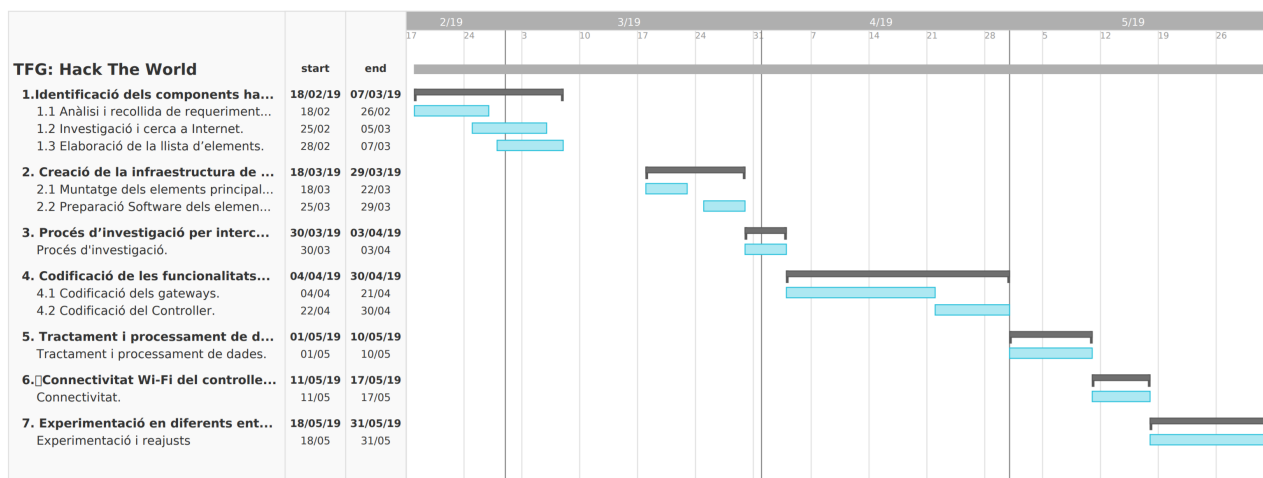 2/19 3/19 4/19 5/19
17 24 3 10 17 24 31 7 14 21 28 5 12 19 26
TFG: Hack The World start end
1.Identificació dels components ha... 18/02/19 07/03/19
1.1 Anàlisi i recollida de requeriment... 18/02 26/02
1.2 Investigació i cerca a Internet. 25/02 05/03
1.3 Elaboració de la llista d’elements. 28/02 07/03
2. Creació de la infraestructura de ... 18/03/19 29/03/19
2.1 Muntatge dels elements principal... 18/03 22/03
2.2 Preparació Software dels elemen... 25/03 29/03
3. Procés d’investigació per interc... 30/03/19 03/04/19
Procés d'investigació. 30/03 03/04
4. Codificació de les funcionalitats... 04/04/19 30/04/19
4.1 Codificació dels gateways. 04/04 21/04
4.2 Codificació del Controller. 22/04 30/04
5. Tractament i processament de d... 01/05/19 10/05/19
Tractament i processament de dades. 01/05 10/05
6.▯Connectivitat Wi-Fi del controlle... 11/05/19 17/05/19
Connectivitat. 11/05 17/05
7. Experimentació en diferents ent... 18/05/19 31/05/19
Experimentació i reajusts 18/05 31/05